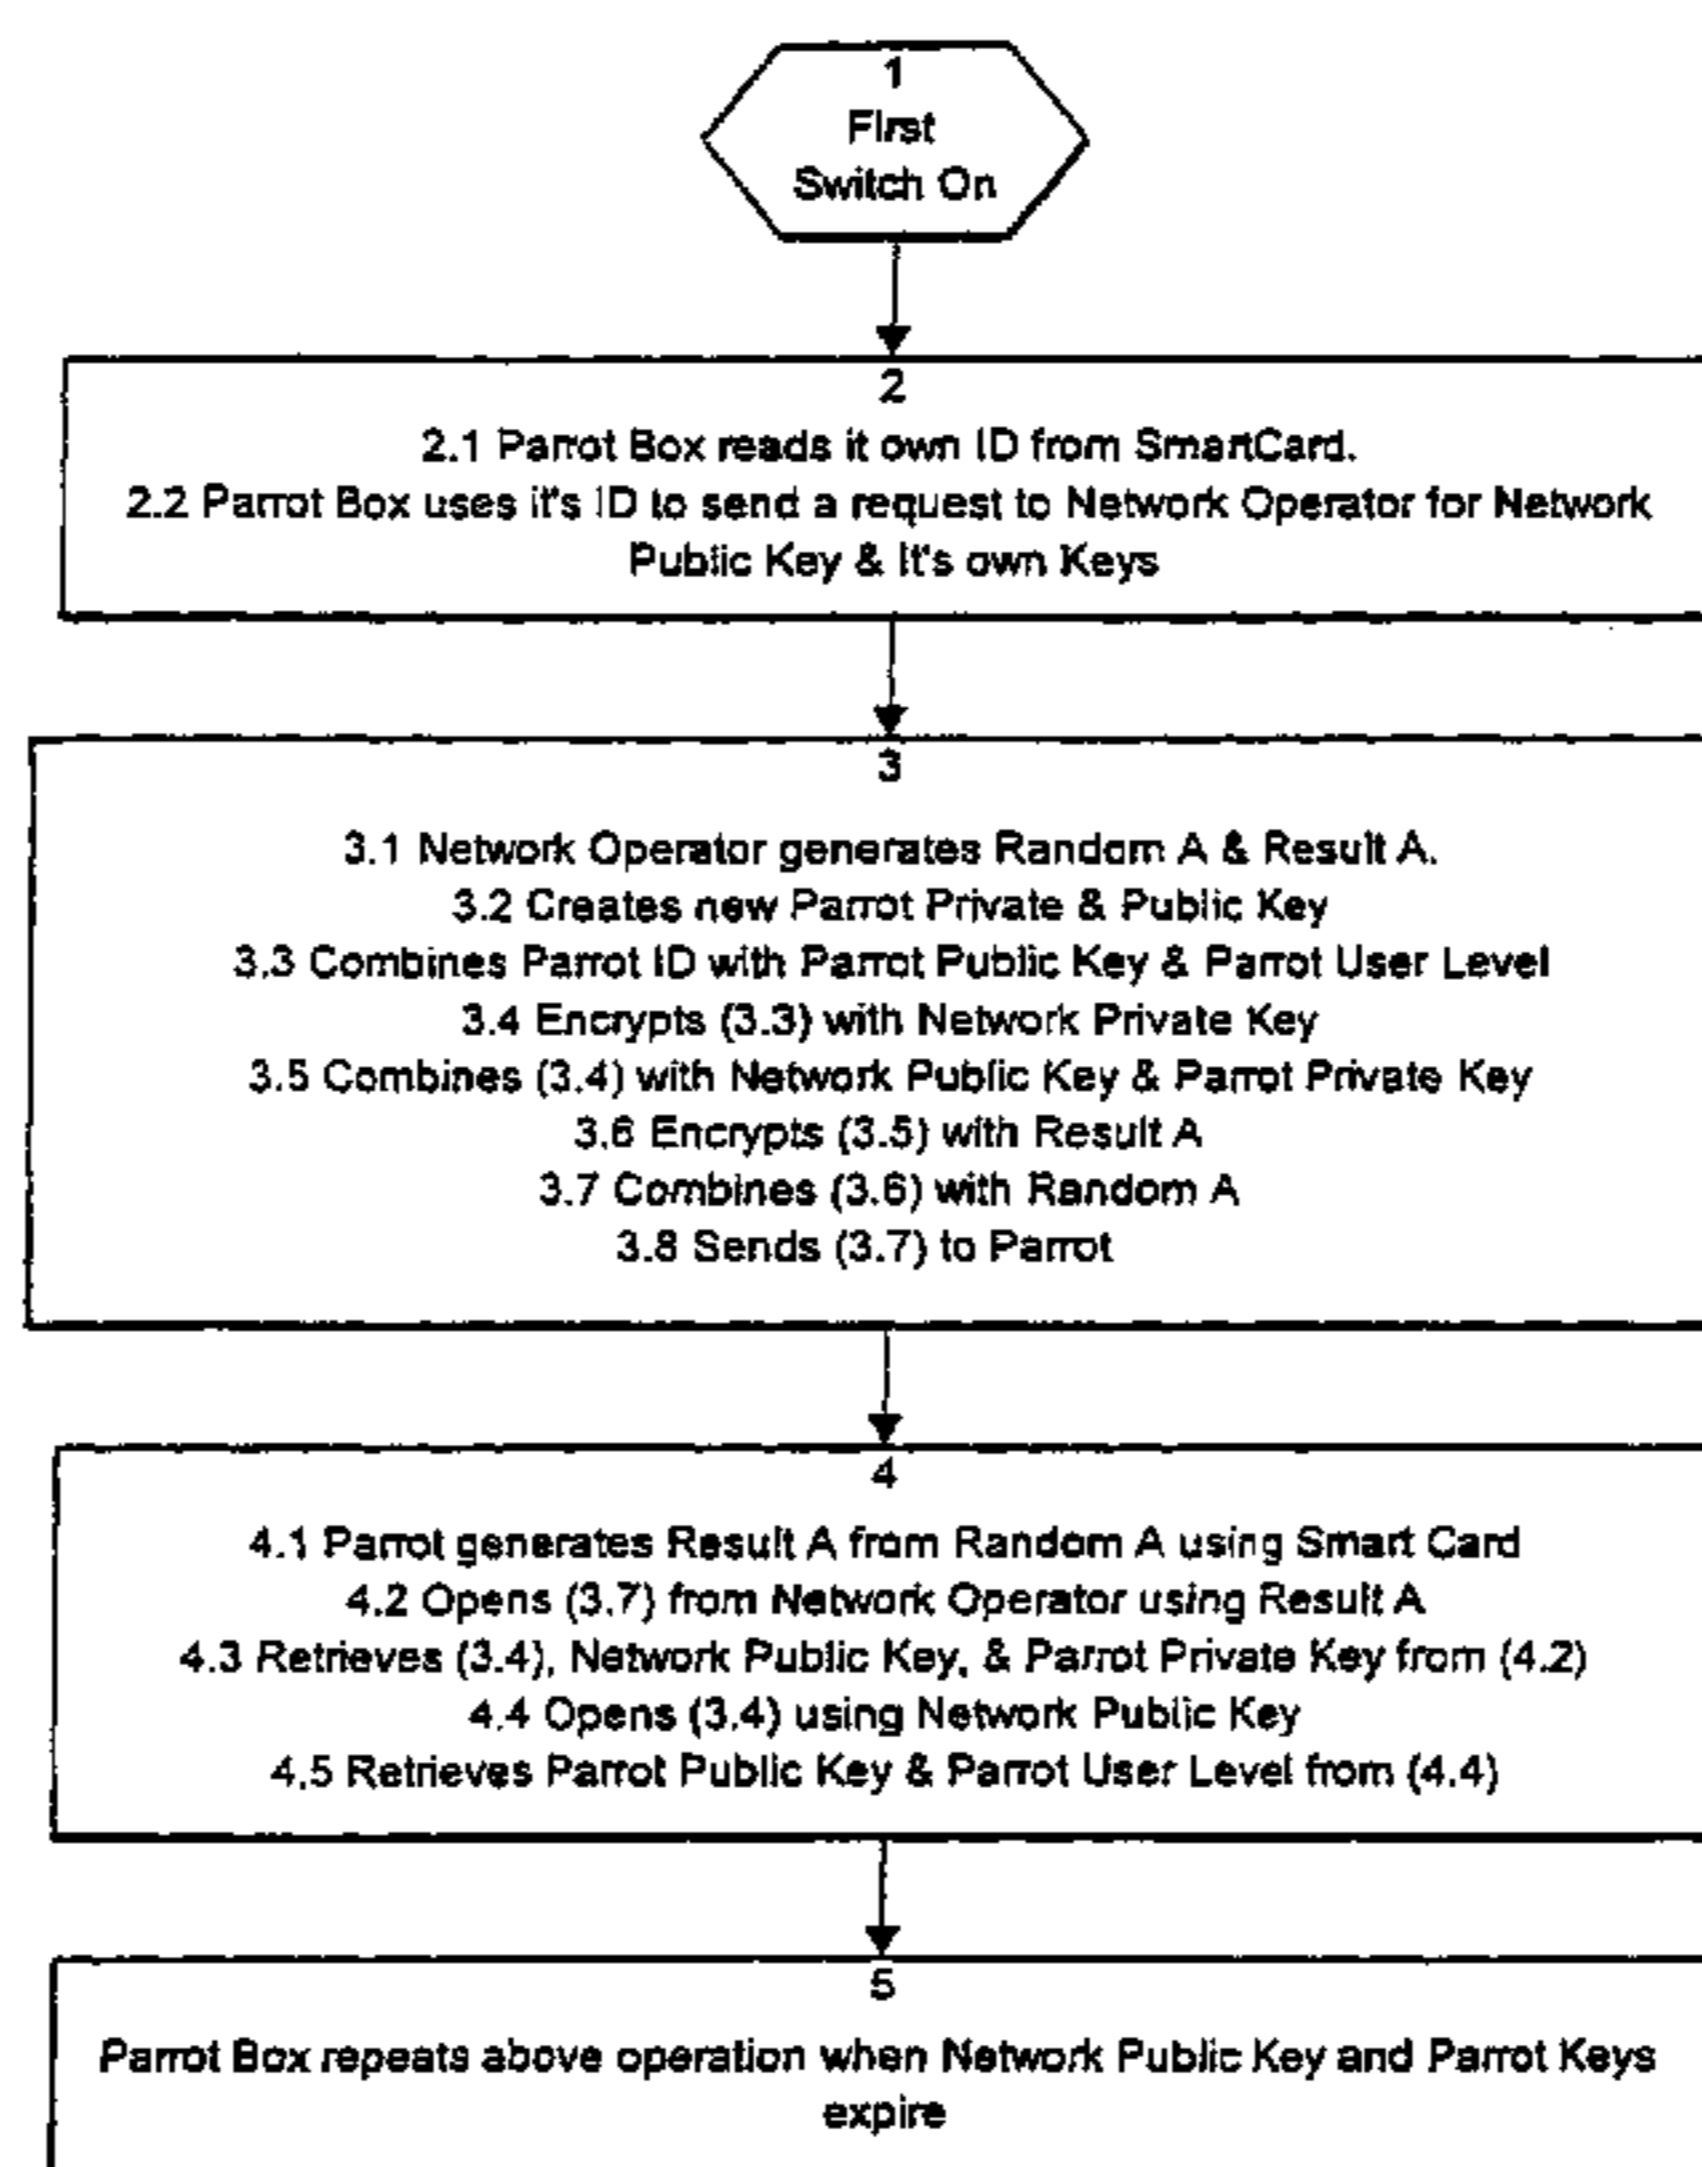 1
First
Switch On
2
2.1 Parrot Box reads it own ID from SmartCard.
2.2 Parrot Box uses it's ID to send a request to Network Operator for Network
Public Key & It's own Keys
3
3.1 Network Operator generates Random A & Result A.
3.2 Creates new Parrot Private & Public Key
3.3 Combines Parrot ID with Parrot Public Key & Parrot User Level
3.4 Encrypts (3.3) with Network Private Key
3.5 Combines (3.4) with Network Public Key & Parrot Private Key
3.6 Encrypts (3.5) with Result A
3.7 Combines (3.6) with Random A
3.8 Sends (3.7) to Parrot
4
4.1 Parrot generates Result A from Random A using Smart Card
4.2 Opens (3.7) from Network Operator using Result A
4.3 Retrieves (3.4), Network Public Key, & Parrot Private Key from (4.2)
4.4 Opens (3.4) using Network Public Key
4.5 Retrieves Parrot Public Key & Parrot User Level from (4.4)
5
Parrot Box repeats above operation when Network Public Key and Parrot Keys
expire